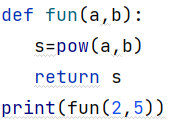 def fun(a,b):
    s=pow(a,b)
    return s
print(fun(2,5))